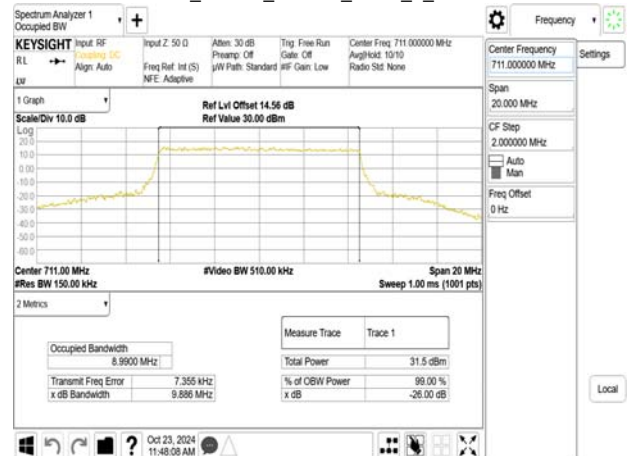 Spectrum Analyzer 1
Occupied BW
Frequency
KEYSIGHT
RL
Input: RF
Coupling: DC
Align: Auto
Input Z: 50 Ω
Freq Ref: Int (S)
NFE: Adaptive
Atten: 30 dB
Preamp: Off
µW Path: Standard
Trig: Free Run
Gate: Off
#IF Gain: Low
Center Freq: 711.000000 MHz
Avg|Hold: 10/10
Radio Std: None
Center Frequency
711.000000 MHz
Settings
Span
20.000 MHz
CF Step
2.000000 MHz
Auto
Man
Freq Offset
0 Hz
1 Graph
Scale/Div 10.0 dB
Ref Lvl Offset 14.56 dB
Ref Value 30.00 dBm
Log
20.0
10.0
0.00
-10.0
-20.0
-30.0
-40.0
-50.0
-60.0
Center 711.00 MHz
#Video BW 510.00 kHz
Span 20 MHz
#Res BW 150.00 kHz
Sweep 1.00 ms (1001 pts)
2 Metrics
Measure Trace
Trace 1
Occupied Bandwidth
8.9900 MHz
Total Power
31.5 dBm
Transmit Freq Error
7.355 kHz
% of OBW Power
99.00 %
x dB Bandwidth
9.886 MHz
x dB
-26.00 dB
Local
?
Oct 23, 2024
11:48:08 AM